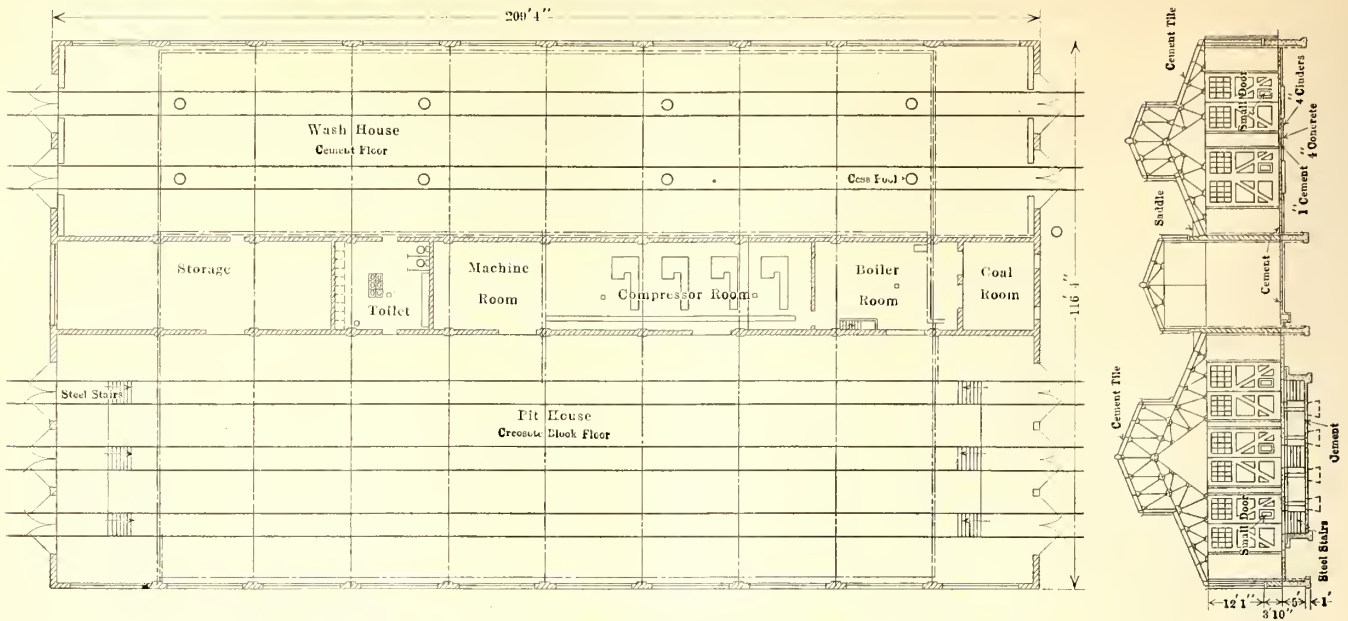 209'4"
Wash House
Cement Floor
Cess Pool
Storage
Toilet
Machine
Room
Compressor Room
Boiler
Room
Coal
Room
116'4"
Steel Stairs
Pit House
Creosote Block Floor
Cement Tile
Small Door
4" Cinders
4" Concrete
1" Cement
Saddle
Cement
Cement Tile
Small Door
Cement
Steel Stairs
12'1"
3'10"
5'
1'